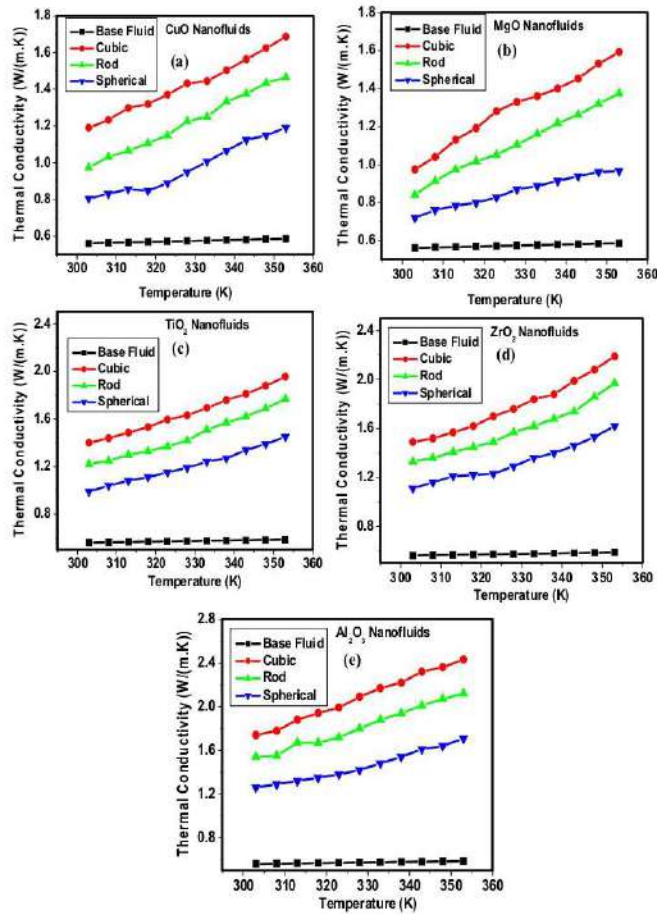 CuO Nanofluids
(a)
Base Fluid
Cubic
Rod
Spherical
1.8
1.6
1.4
1.2
1.0
0.8
0.6
Thermal Conductivity (W/(m.K)
300 310 320 330 340 350 360
Temperature (K)
MgO Nanofluids
(b)
Base Fluid
Cubic
Rod
Spherical
1.8
1.6
1.4
1.2
1.0
0.8
0.6
Thermal Conductivity (W/(m.K)
300 310 320 330 340 350 360
Temperature (K)
TiO₂ Nanofluids
(c)
Base Fluid
Cubic
Rod
Spherical
2.4
2.0
1.6
1.2
0.8
Thermal Conductivity (W/(m.K))
300 310 320 330 340 350 360
Temperature (K)
ZrO₂ Nanofluids
(d)
Base Fluid
Cubic
Rod
Spherical
2.4
2.0
1.6
1.2
0.8
Thermal Conductivity (W/(m.K))
300 310 320 330 340 350 360
Temperature (K)
Al₂O₃ Nanofluids
(e)
Base Fluid
Cubic
Rod
Spherical
2.8
2.4
2.0
1.6
1.2
0.8
Thermal Conductivity (W/(m.K))
300 310 320 330 340 350 360
Temperature (K)